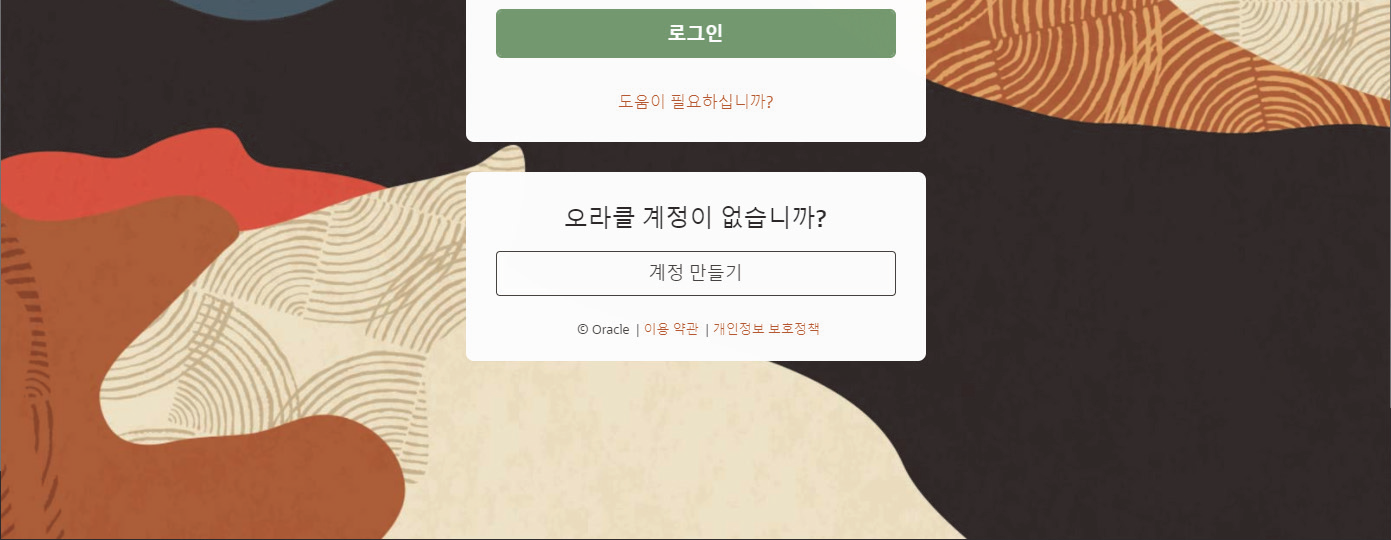 로그인
도움이 필요하십니까?
오라클 계정이 없습니까?
계정 만들기
© Oracle | 이용 약관 | 개인정보 보호정책